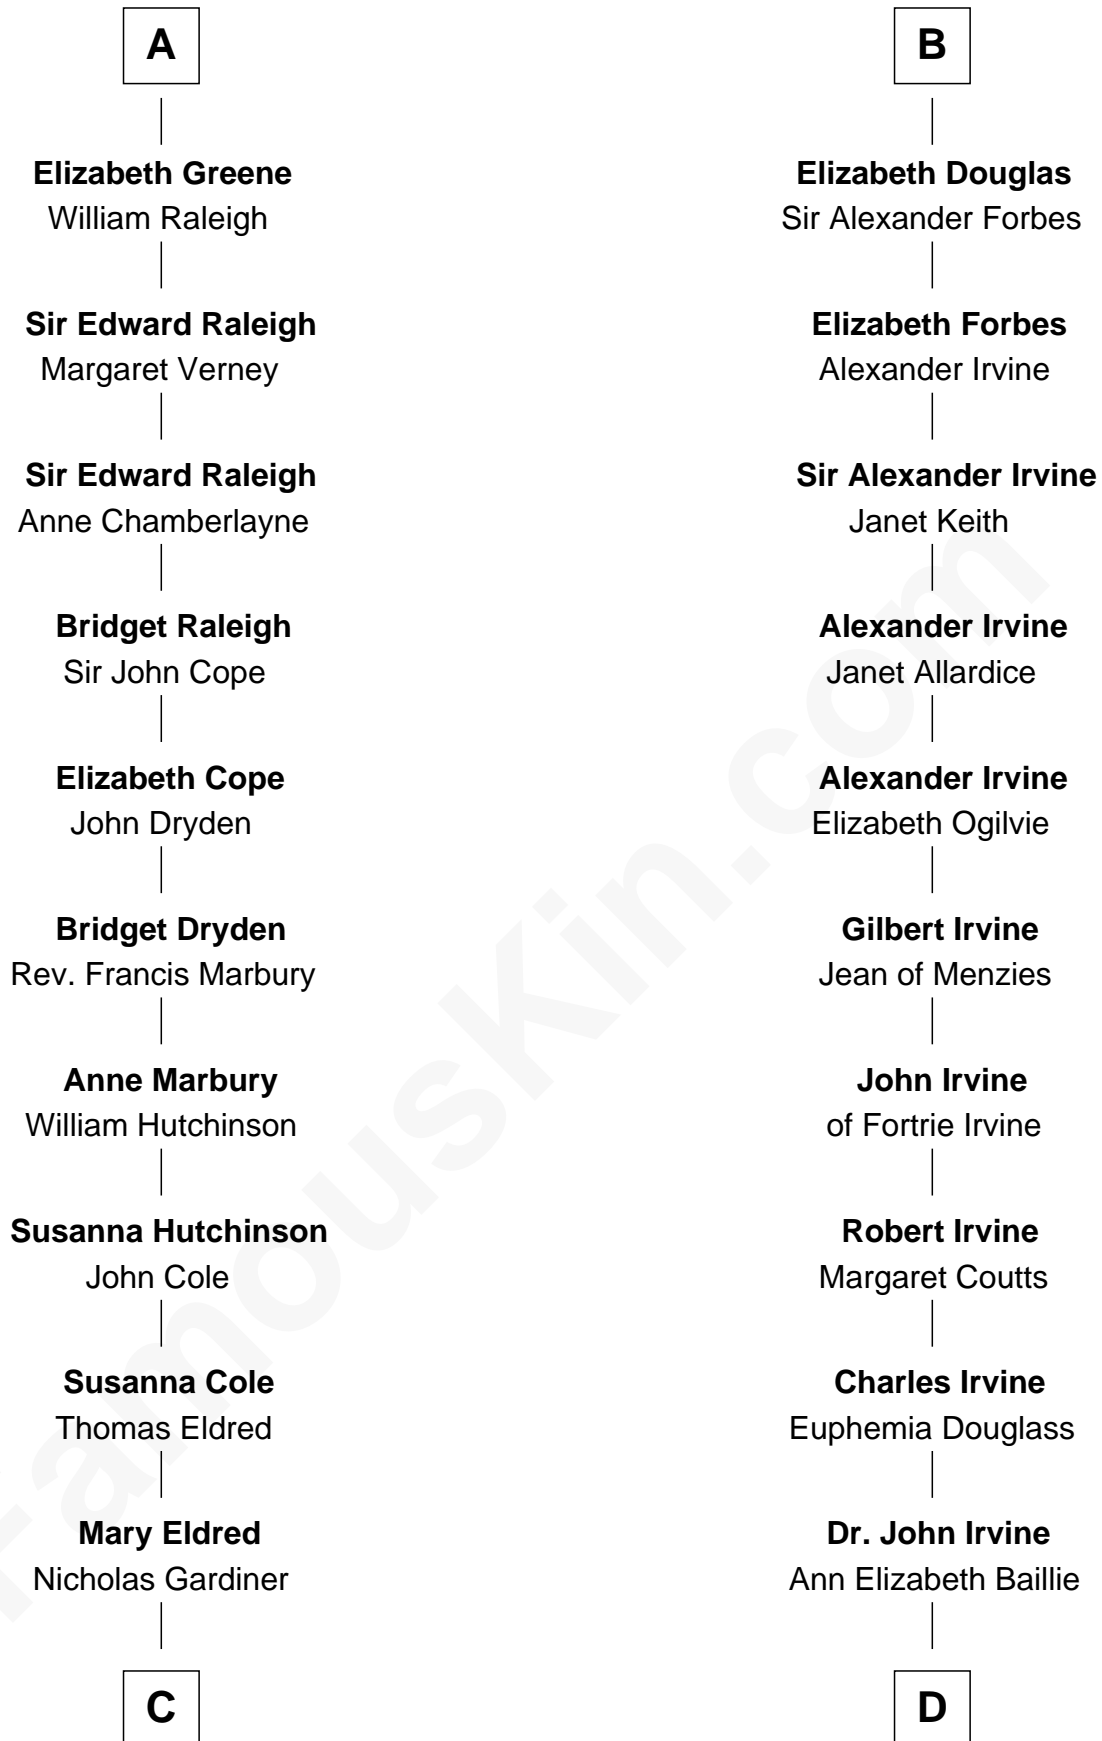 A
Elizabeth Greene
William Raleigh
Sir Edward Raleigh
Margaret Verney
Sir Edward Raleigh
Anne Chamberlayne
Bridget Raleigh
Sir John Cope
Elizabeth Cope
John Dryden
Bridget Dryden
Rev. Francis Marbury
Anne Marbury
William Hutchinson
Susanna Hutchinson
John Cole
Susanna Cole
Thomas Eldred
Mary Eldred
Nicholas Gardiner
C
B
Elizabeth Douglas
Sir Alexander Forbes
Elizabeth Forbes
Alexander Irvine
Sir Alexander Irvine
Janet Keith
Alexander Irvine
Janet Allardice
Alexander Irvine
Elizabeth Ogilvie
Gilbert Irvine
Jean of Menzies
John Irvine
of Fortrie Irvine
Robert Irvine
Margaret Coutts
Charles Irvine
Euphemia Douglass
Dr. John Irvine
Ann Elizabeth Baillie
D
FamousKin.com